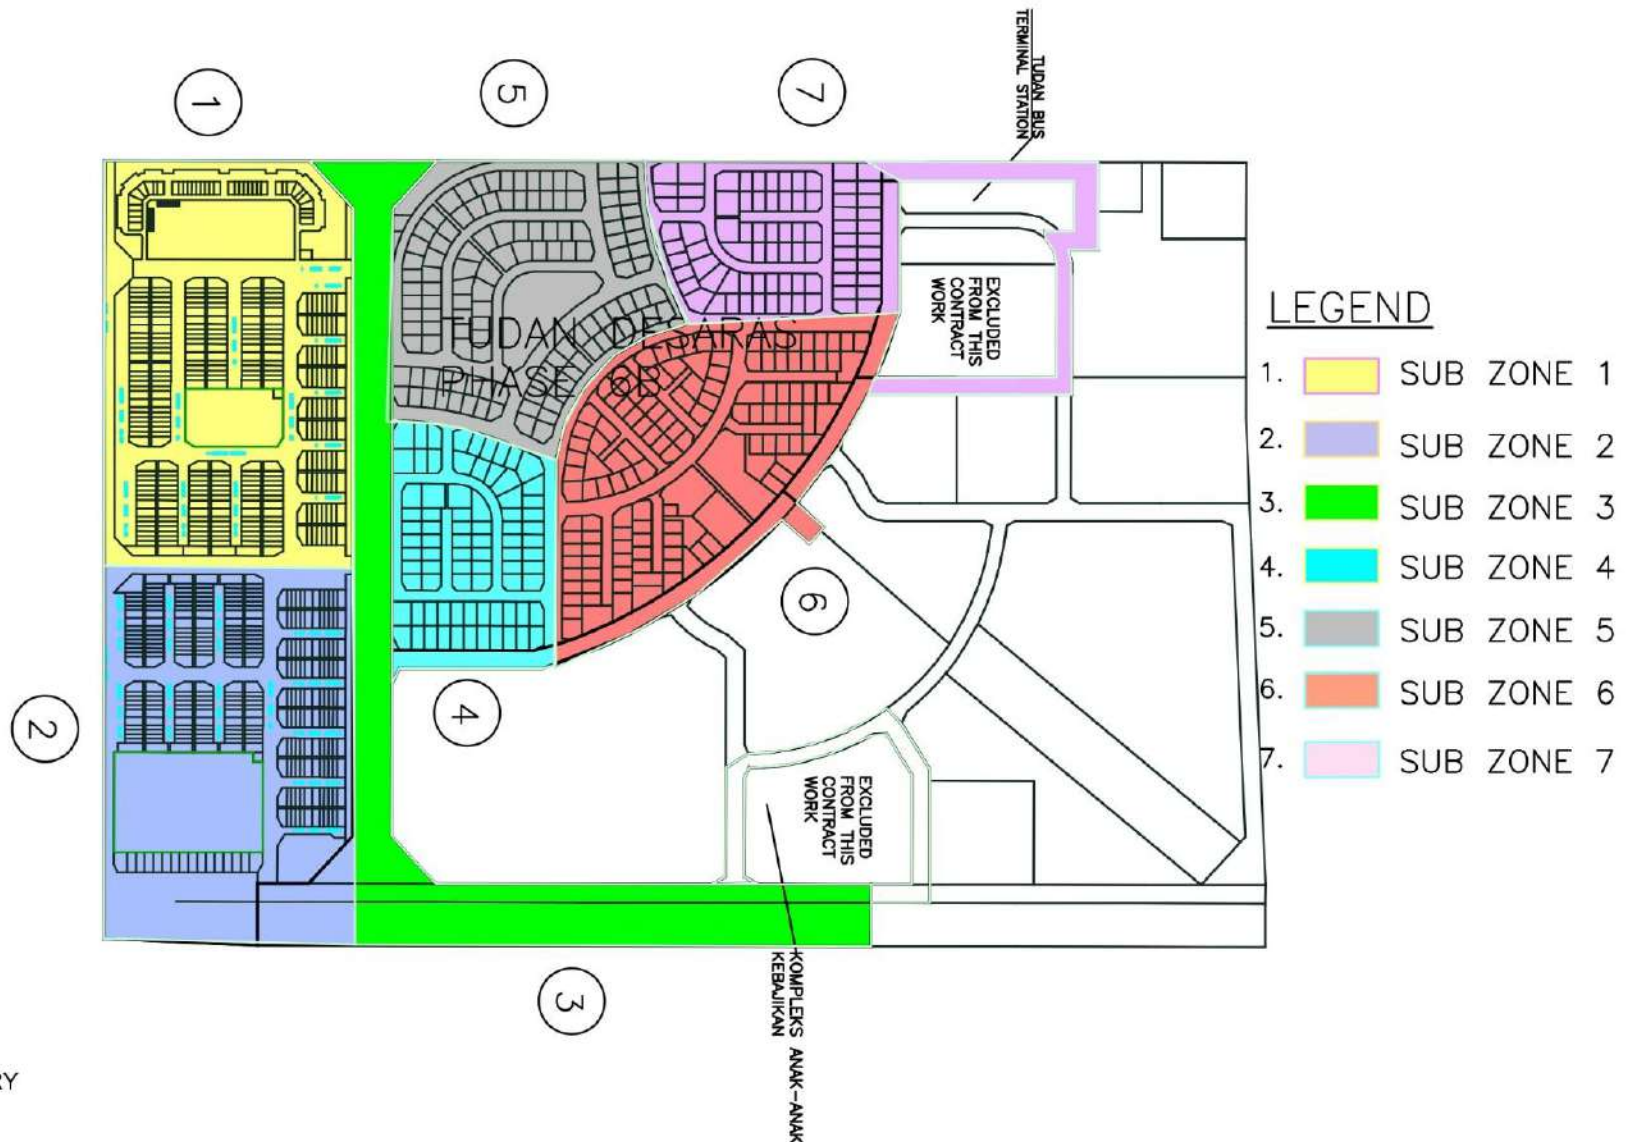 TUDAN BUS
TERMINAL STATION
1
5
7
EXCLUDED
FROM THIS
CONTRACT
WORK
TUDAN DESARAS
PHASE 6B
LEGEND
1. SUB ZONE 1
2. SUB ZONE 2
3. SUB ZONE 3
4. SUB ZONE 4
5. SUB ZONE 5
6. SUB ZONE 6
7. SUB ZONE 7
6
4
2
EXCLUDED
FROM THIS
CONTRACT
WORK
3
KOMPLEKS ANAK-ANAK
KEBAJIKAN
RY